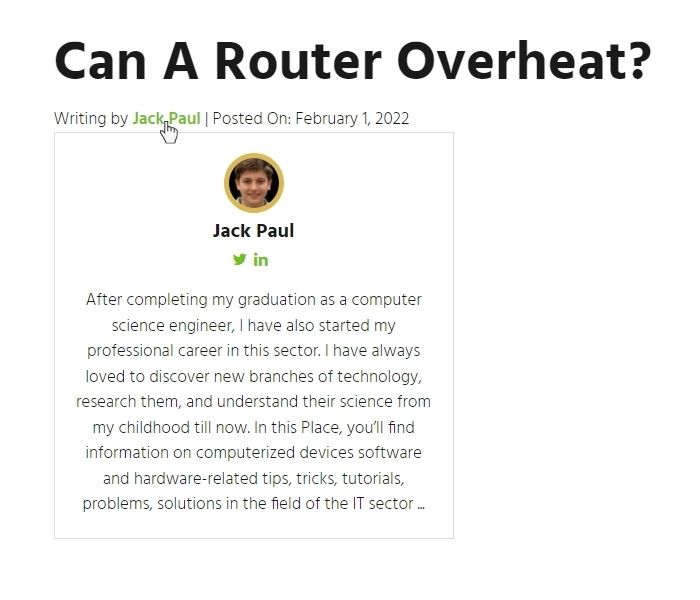 Can A Router Overheat?
Writing by Jack Paul | Posted On: February 1, 2022
Jack Paul
in
After completing my graduation as a computer
science engineer, I have also started my
professional career in this sector. I have always
loved to discover new branches of technology,
research them, and understand their science from
my childhood till now. In this Place, you’ll find
information on computerized devices software
and hardware-related tips, tricks, tutorials,
problems, solutions in the field of the IT sector ...